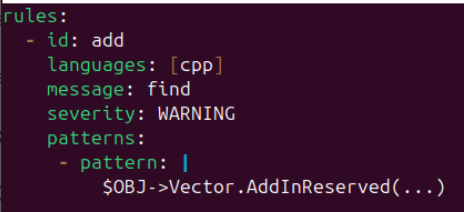 rules:
  - id: add
    languages: [cpp]
    message: find
    severity: WARNING
    patterns:
     - pattern: |
         $OBJ->Vector.AddInReserved(...)